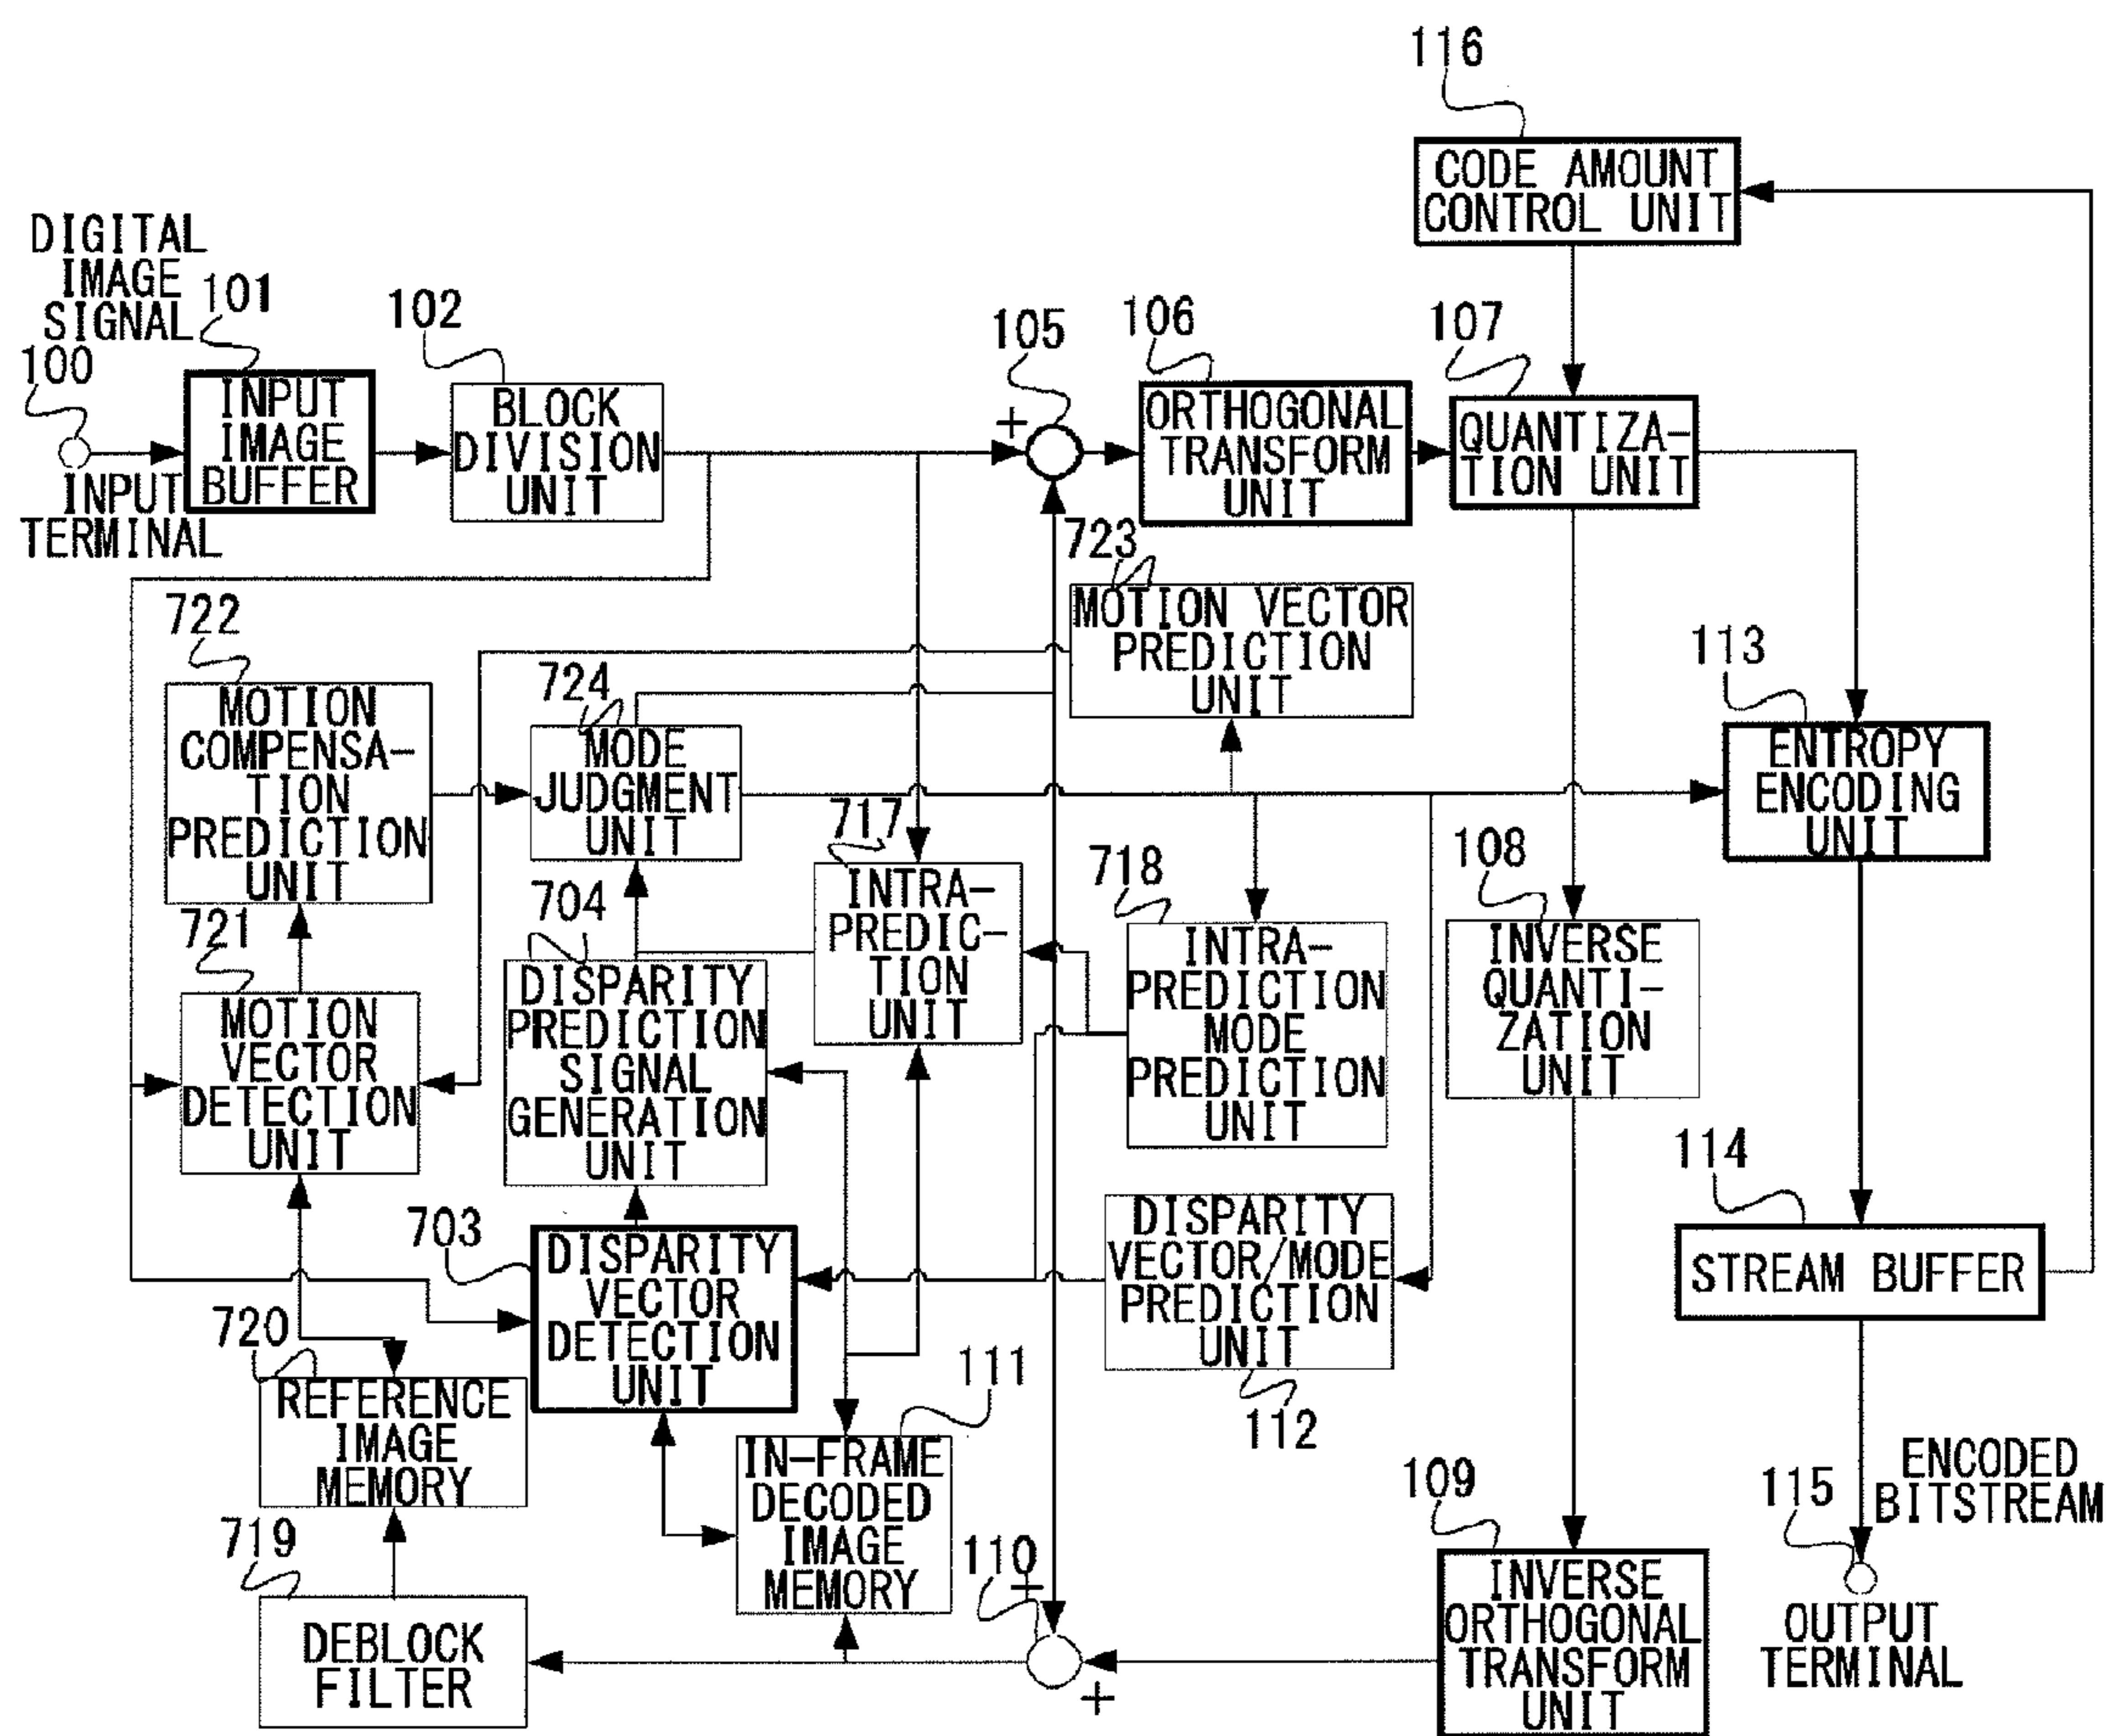 116
CODE AMOUNT
CONTROL UNIT
DIGITAL
IMAGE
SIGNAL
101
100
INPUT
IMAGE
BUFFER
INPUT
TERMINAL
102
BLOCK
DIVISION
UNIT
105
+
106
ORTHOGONAL
TRANSFORM
UNIT
107
QUANTIZA-
TION UNIT
723
MOTION VECTOR
PREDICTION
UNIT
722
MOTION
COMPENSA-
TION
PREDICTION
UNIT
724
MODE
JUDGMENT
UNIT
113
ENTROPY
ENCODING
UNIT
717
INTRA-
PREDIC-
TION
UNIT
718
INTRA-
PREDICTION
MODE
PREDICTION
UNIT
108
INVERSE
QUANTI-
ZATION
UNIT
721
MOTION
VECTOR
DETECTION
UNIT
704
DISPARITY
PREDICTION
SIGNAL
GENERATION
UNIT
703
DISPARITY
VECTOR
DETECTION
UNIT
DISPARITY
VECTOR/MODE
PREDICTION
UNIT
112
114
STREAM BUFFER
720
REFERENCE
IMAGE
MEMORY
111
IN-FRAME
DECODED
IMAGE
MEMORY
719
DEBLOCK
FILTER
110
+
+
109
INVERSE
ORTHOGONAL
TRANSFORM
UNIT
115
ENCODED
BITSTREAM
OUTPUT
TERMINAL